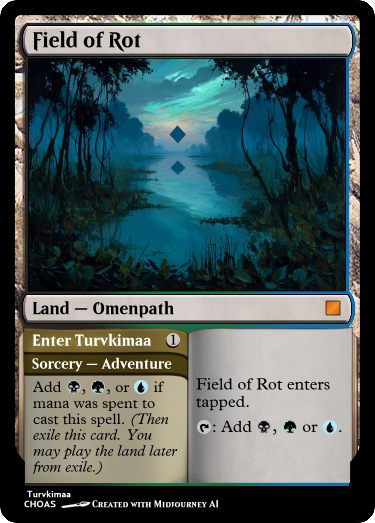 Field of Rot
Land — Omenpath
Enter Turvkimaa 1
Sorcery — Adventure
Add , , or if
mana was spent to
cast this spell. (Then
exile this card. You
may play the land later
from exile.)
Field of Rot enters
tapped.
: Add , or .
Turvkimaa
CHOAS Created with Midjourney AI